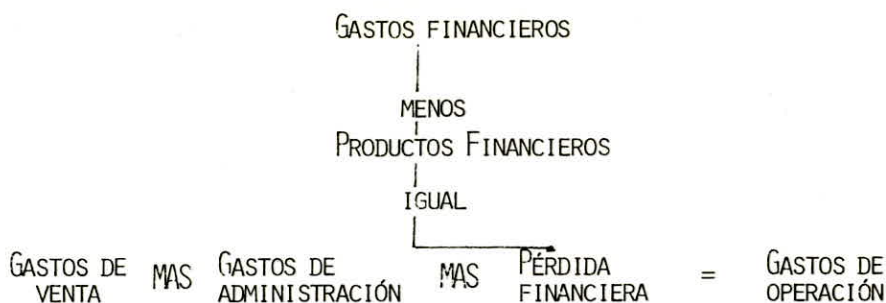 GASTOS FINANCIEROS
MENOS
PRODUCTOS FINANCIEROS
IGUAL
GASTOS DE VENTA MAS GASTOS DE ADMINISTRACIÓN MAS PÉRDIDA FINANCIERA = GASTOS DE OPERACIÓN